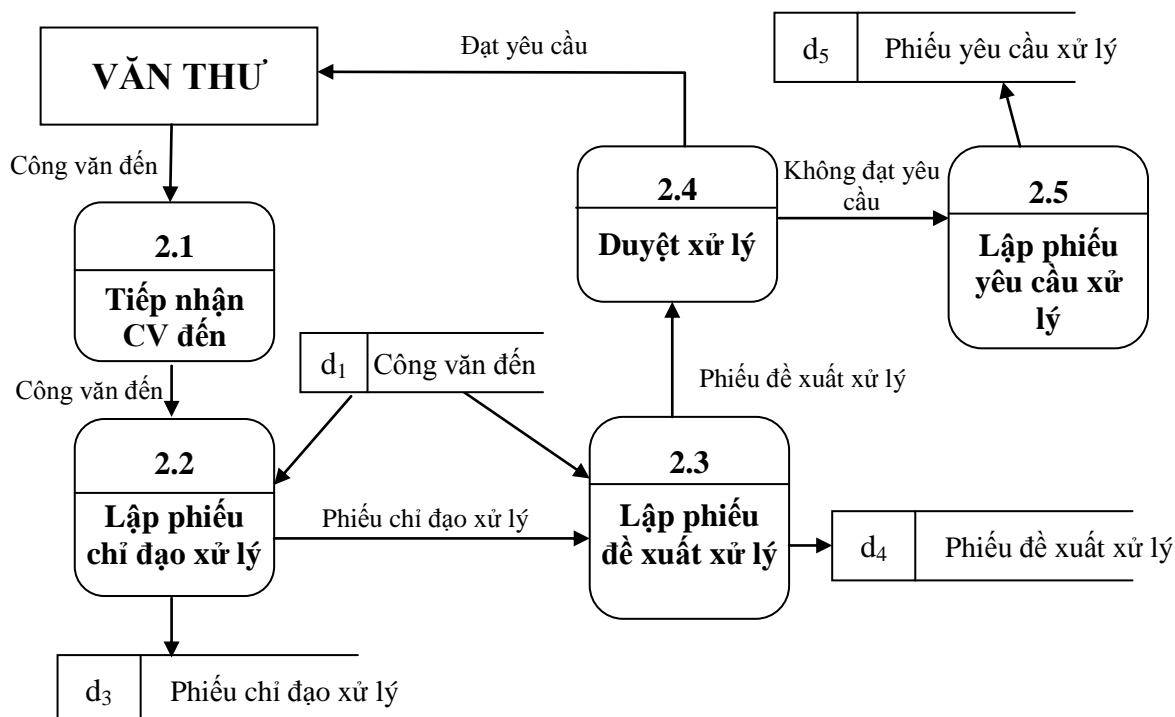 Đạt yêu cầu
d5 Phiếu yêu cầu xử lý
VĂN THƯ
Công văn đến
2.4
Duyệt xử lý
Không đạt yêu
cầu
2.5
Lập phiếu
yêu cầu xử
lý
2.1
Tiếp nhận
CV đến
d1 Công văn đến
Phiếu đề xuất xử lý
Công văn đến
2.2
Lập phiếu
chỉ đạo xử lý
Phiếu chỉ đạo xử lý
2.3
Lập phiếu
đề xuất xử lý
d4 Phiếu đề xuất xử lý
d3 Phiếu chỉ đạo xử lý